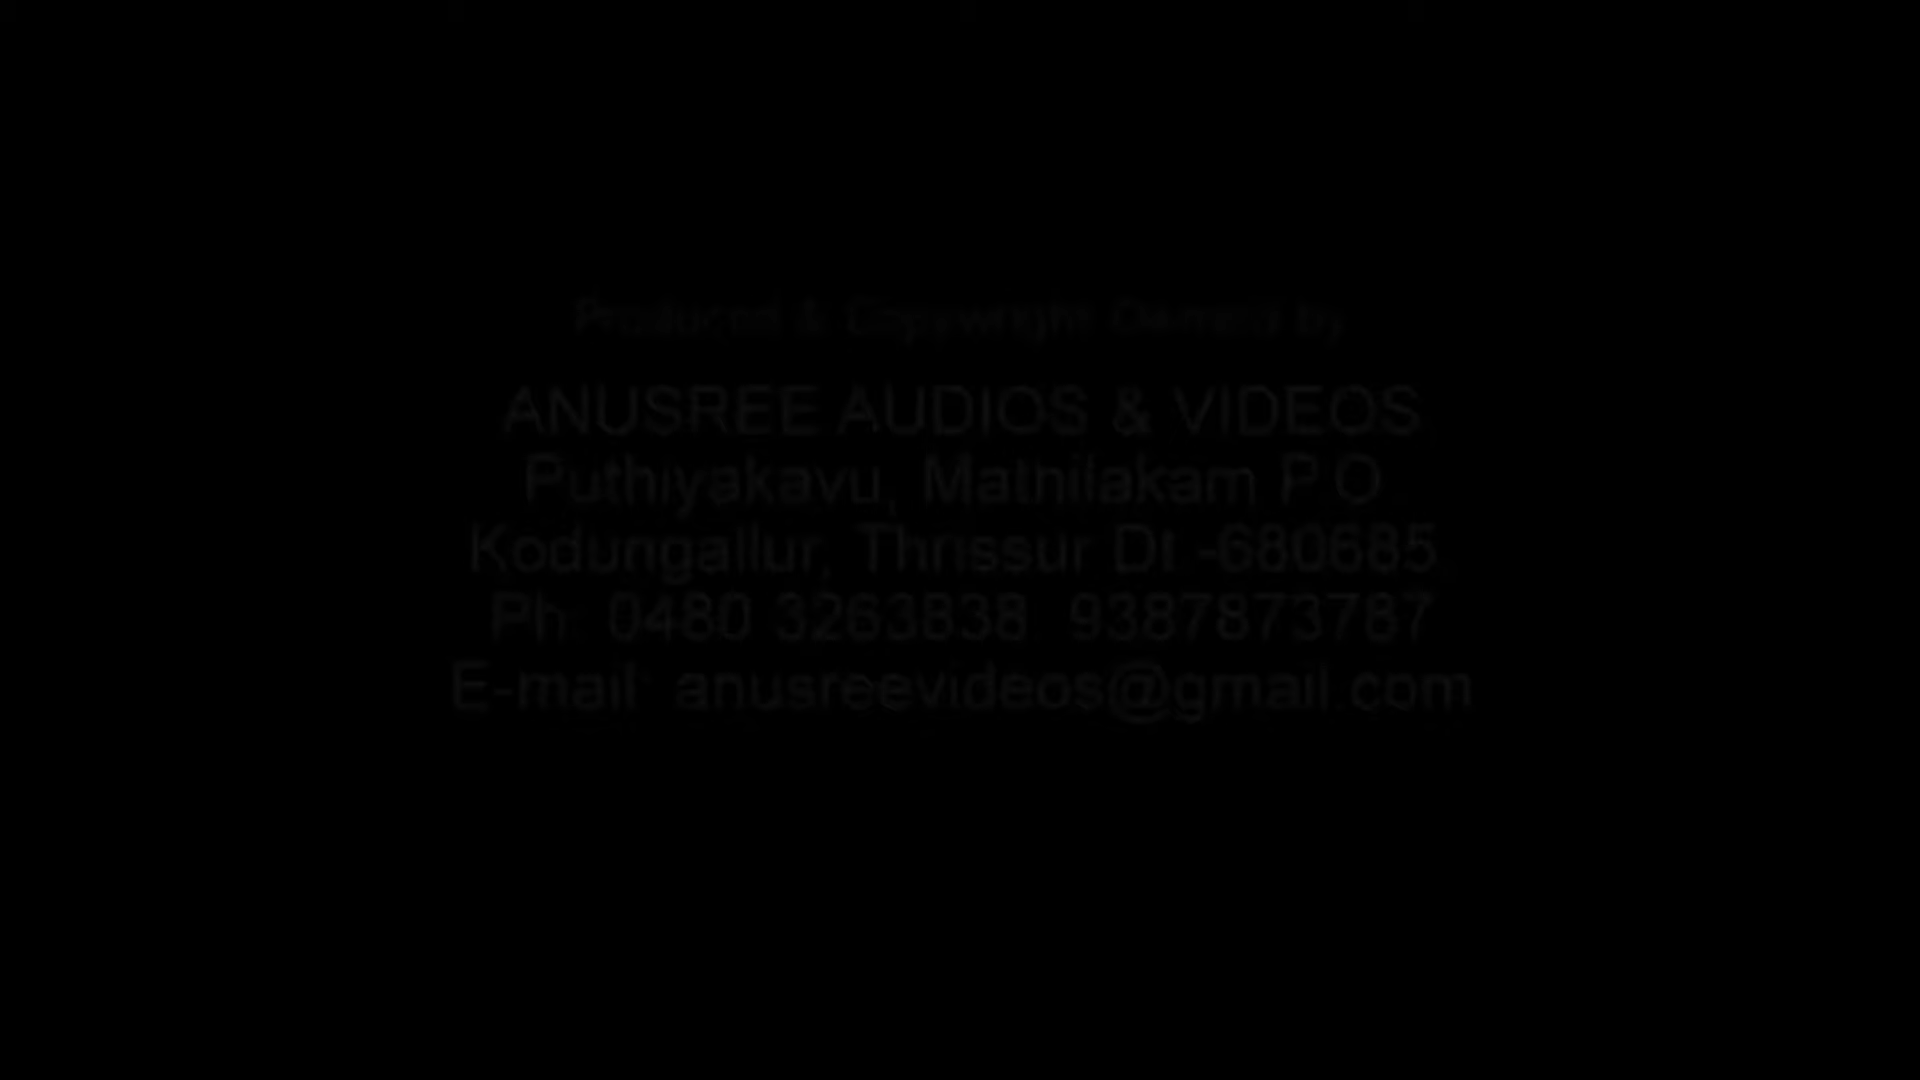 Produced & Copywright Owners by
ANUSREE AUDIOS & VIDEOS
Puthiyakavu, Mathilakam P.O
Kodungallur, Thrissur Dt.-680685
Ph: 0480 3263838, 9387873787
E-mail: anusreevideos@gmail.com